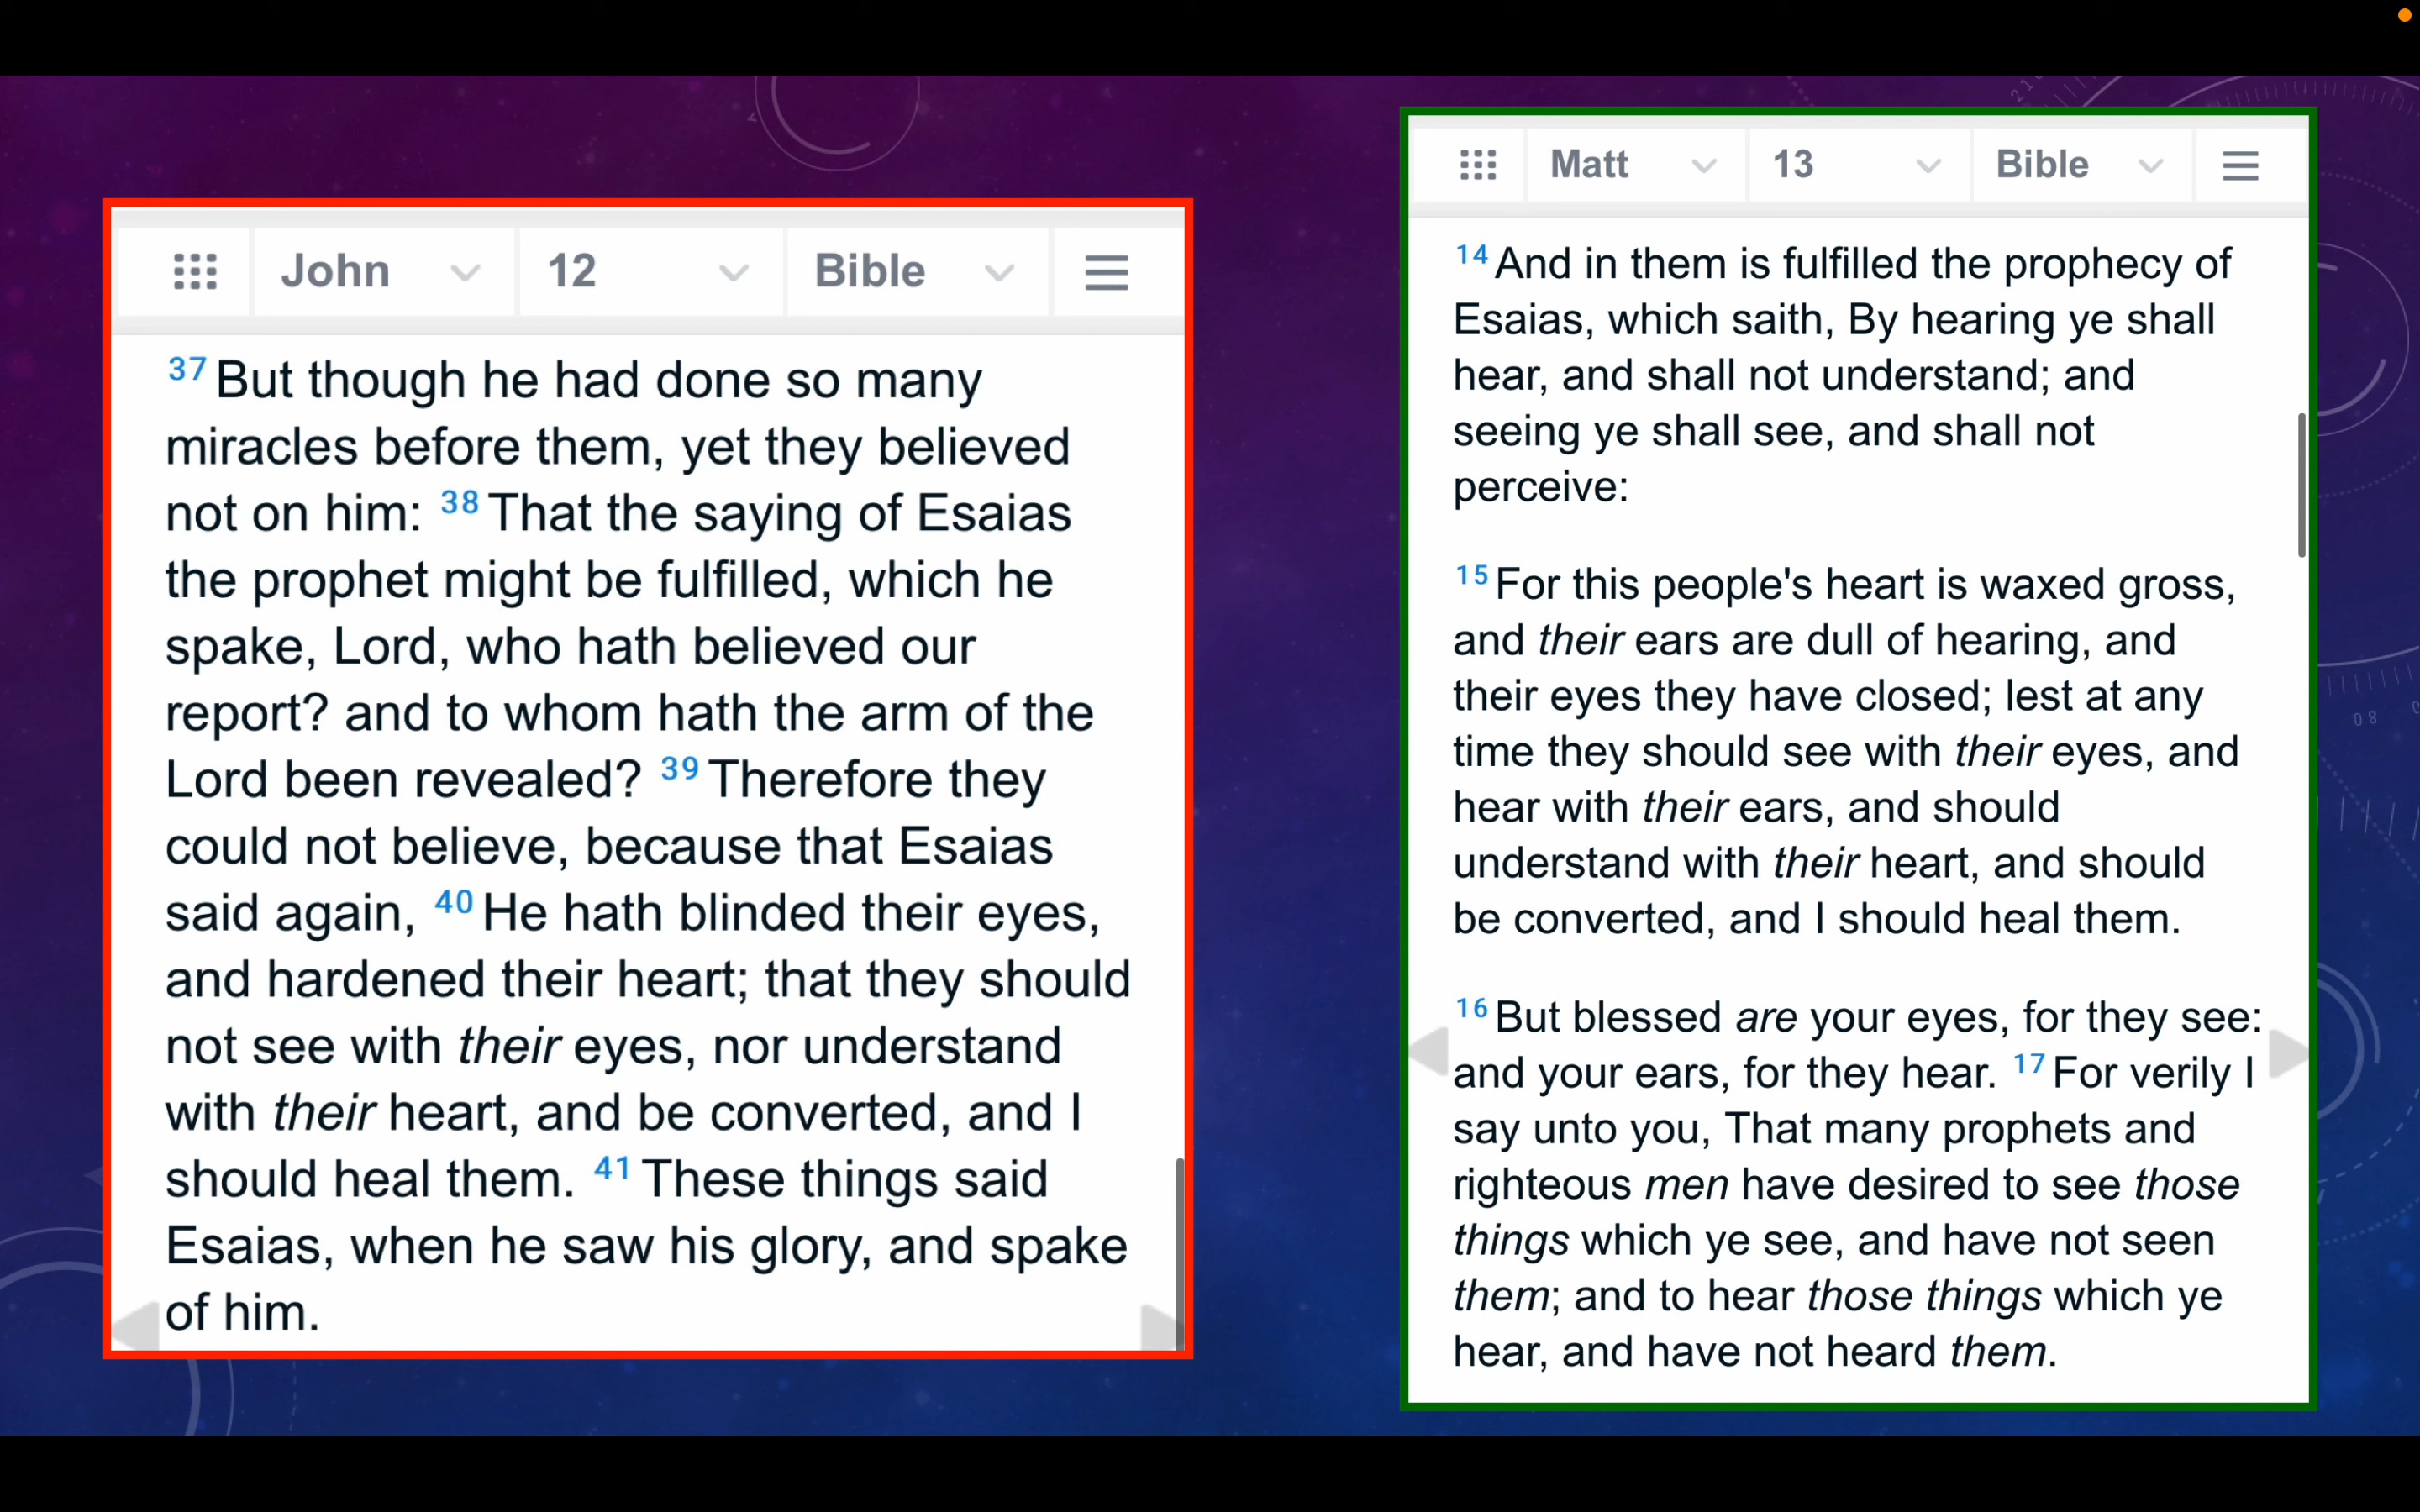 John 12 Bible
37 But though he had done so many
miracles before them, yet they believed
not on him: 38 That the saying of Esaias
the prophet might be fulfilled, which he
spake, Lord, who hath believed our
report? and to whom hath the arm of the
Lord been revealed? 39 Therefore they
could not believe, because that Esaias
said again, 40 He hath blinded their eyes,
and hardened their heart; that they should
not see with their eyes, nor understand
with their heart, and be converted, and I
should heal them. 41 These things said
Esaias, when he saw his glory, and spake
of him.
Matt 13 Bible
14 And in them is fulfilled the prophecy of
Esaias, which saith, By hearing ye shall
hear, and shall not understand; and
seeing ye shall see, and shall not
perceive:
15 For this people's heart is waxed gross,
and their ears are dull of hearing, and
their eyes they have closed; lest at any
time they should see with their eyes, and
hear with their ears, and should
understand with their heart, and should
be converted, and I should heal them.
16 But blessed are your eyes, for they see:
and your ears, for they hear. 17 For verily I
say unto you, That many prophets and
righteous men have desired to see those
things which ye see, and have not seen
them; and to hear those things which ye
hear, and have not heard them.